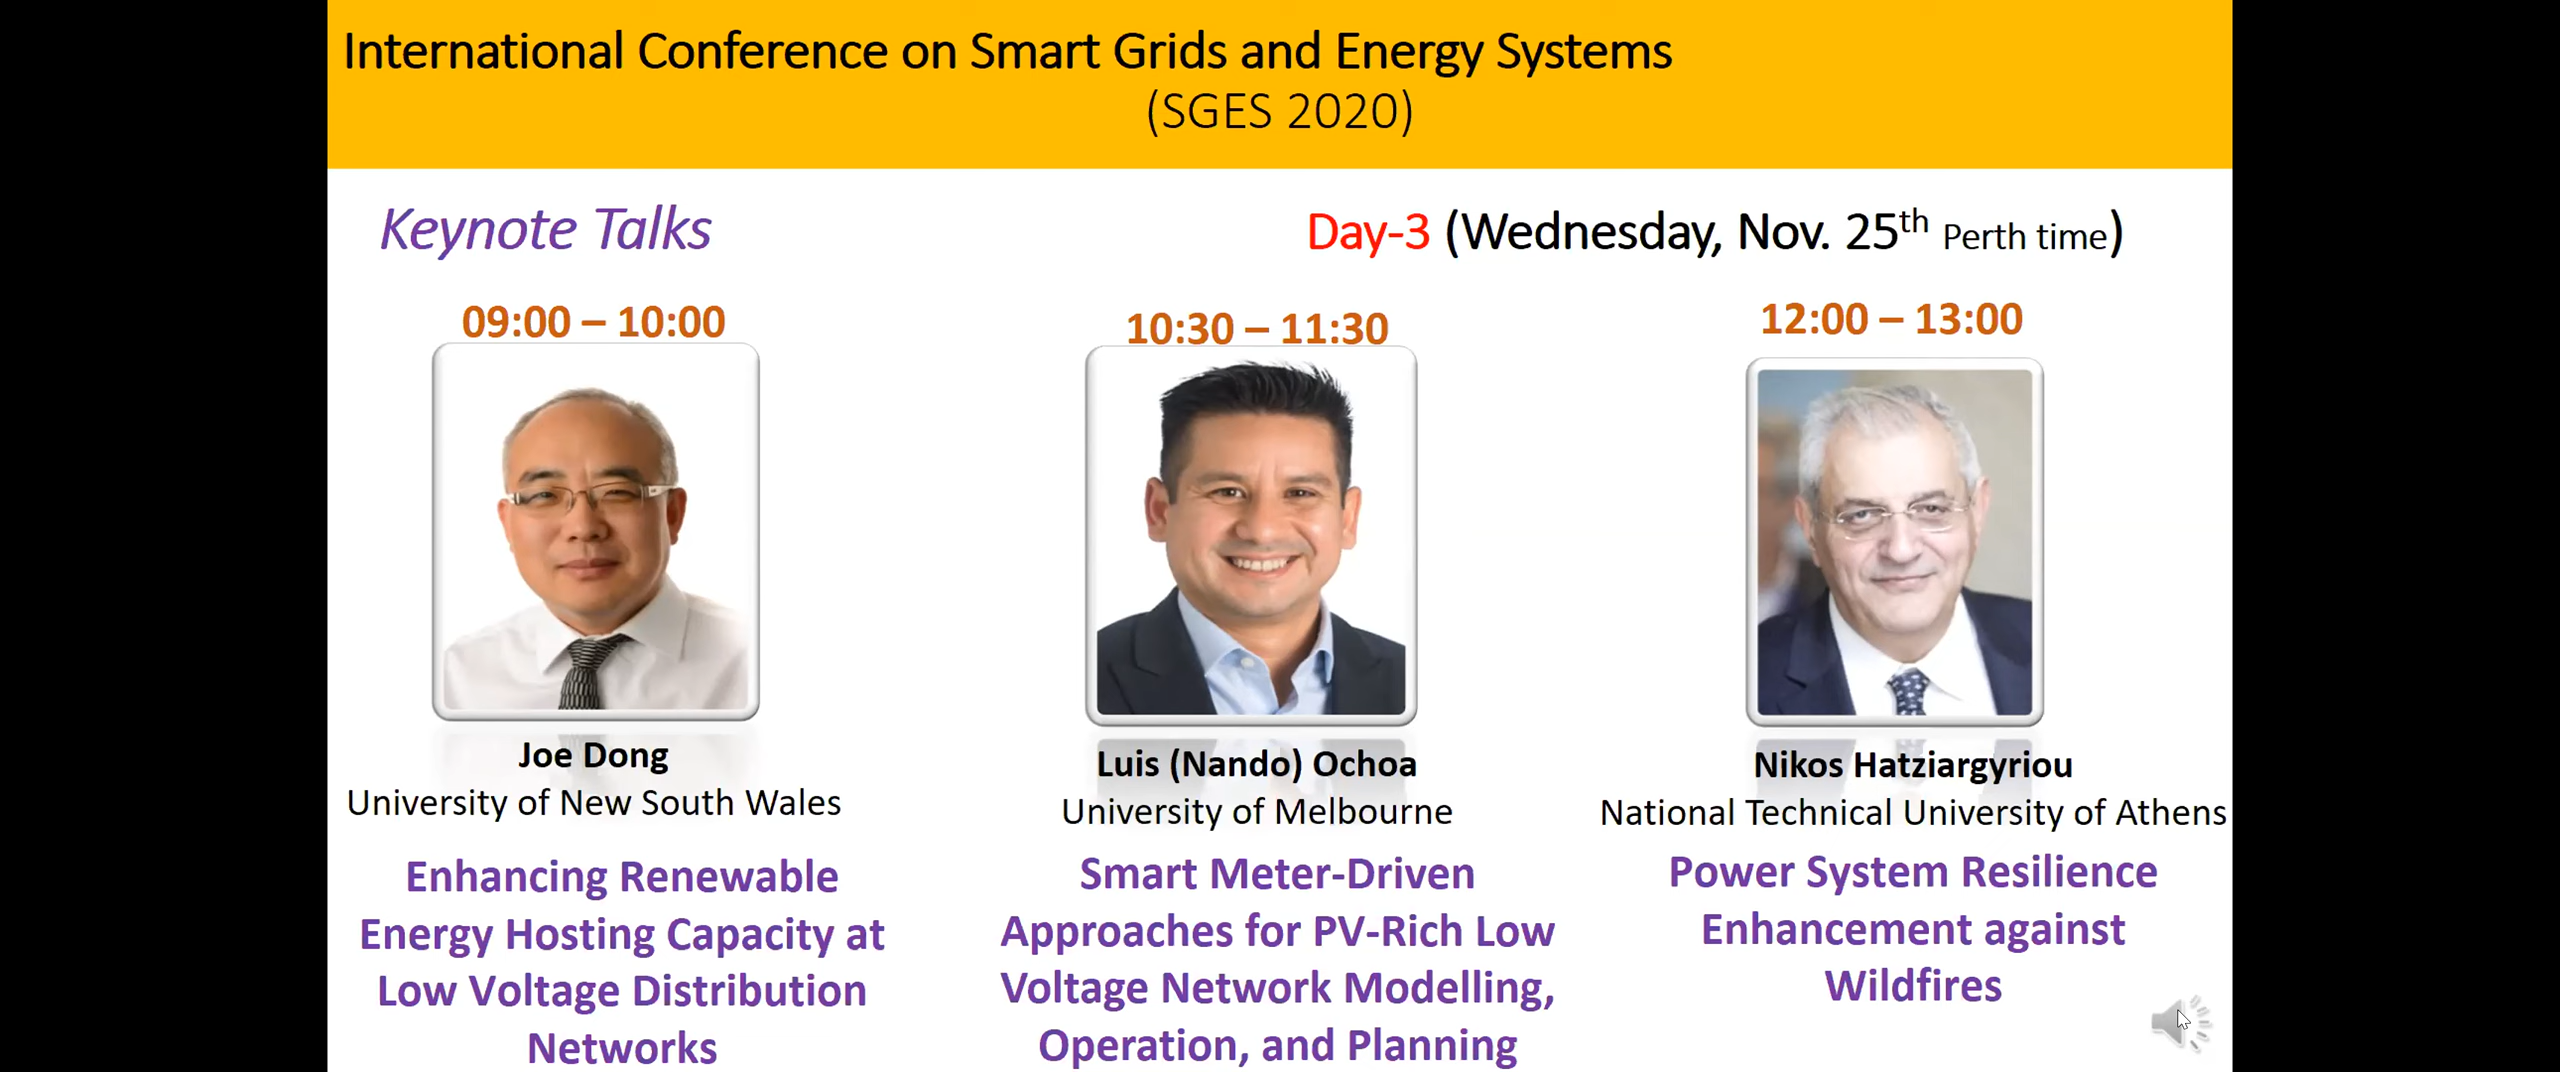 International Conference on Smart Grids and Energy Systems
(SGES 2020)
Keynote Talks
Day-3 (Wednesday, Nov. 25th Perth time)
09:00 – 10:00
Joe Dong
University of New South Wales
Enhancing Renewable
Energy Hosting Capacity at
Low Voltage Distribution
Networks
10:30 – 11:30
Luis (Nando) Ochoa
University of Melbourne
Smart Meter-Driven
Approaches for PV-Rich Low
Voltage Network Modelling,
Operation, and Planning
12:00 – 13:00
Nikos Hatziargyriou
National Technical University of Athens
Power System Resilience
Enhancement against
Wildfires